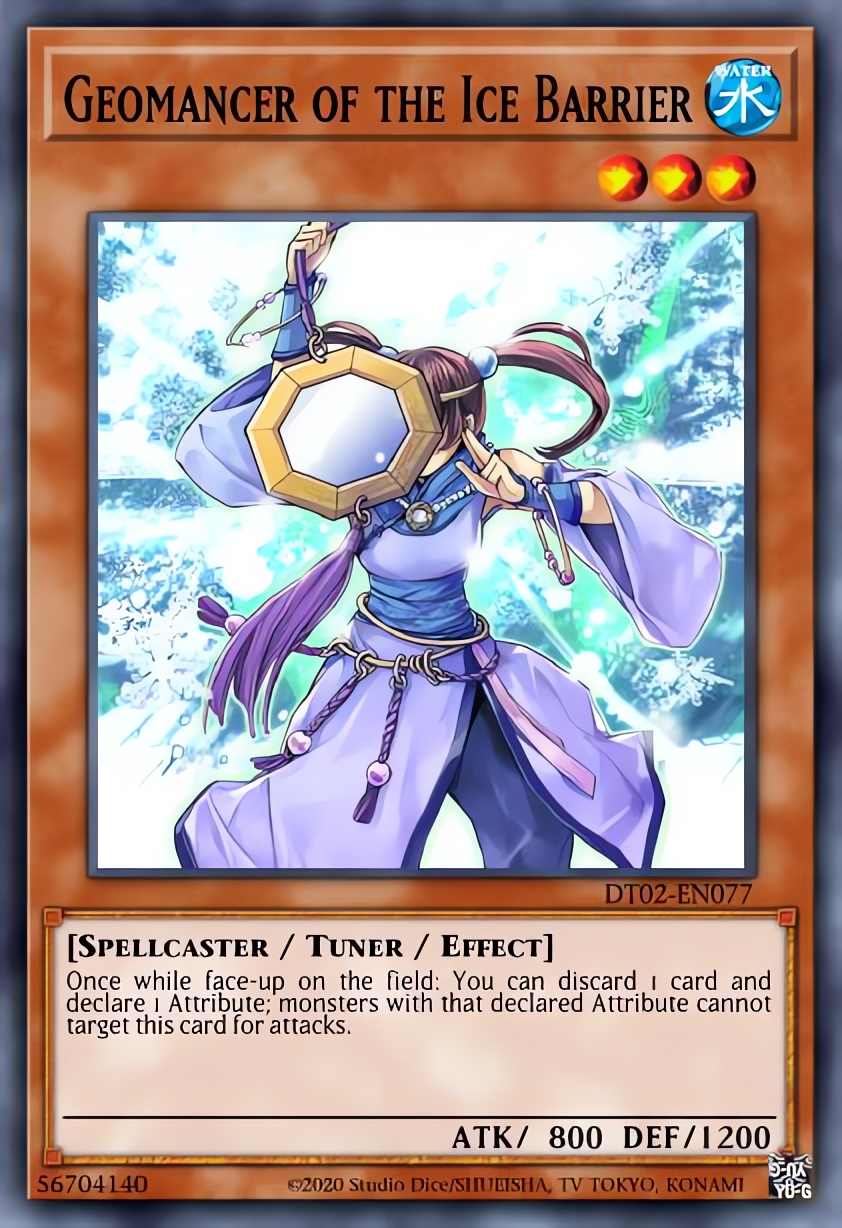 GEOMANCER OF THE ICE BARRIER
WATER
水
DT02-EN077
[SPELLCASTER / TUNER / EFFECT]
Once while face-up on the field: You can discard 1 card and
declare 1 Attribute; monsters with that declared Attribute cannot
target this card for attacks.
ATK/ 800 DEF/1200
56704140
©2020 Studio Dice/SHUEISHA, TV TOKYO, KONAMI